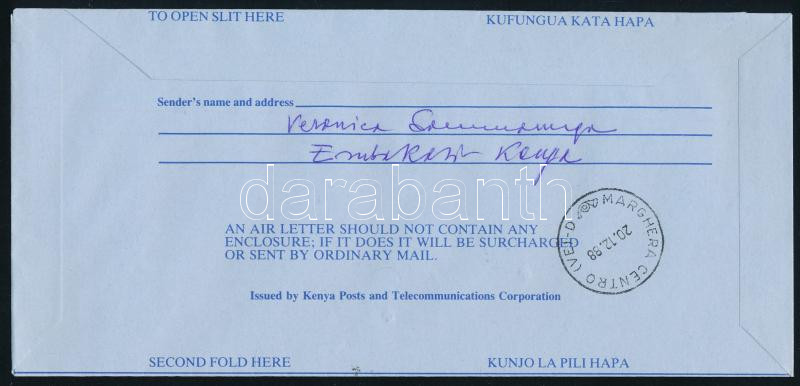 TO OPEN SLIT HERE KUFUNGUA KATA HAPA
Sender's name and address
Veronica
Embakasi Kenya
darabanth
AN AIR LETTER SHOULD NOT CONTAIN ANY
ENCLOSURE; IF IT DOES IT WILL BE SURCHARGED
OR SENT BY ORDINARY MAIL.
MARGHERA CENTRO (VE)-D
20.12.88
Issued by Kenya Posts and Telecommunications Corporation
SECOND FOLD HERE KUNJO LA PILI HAPA